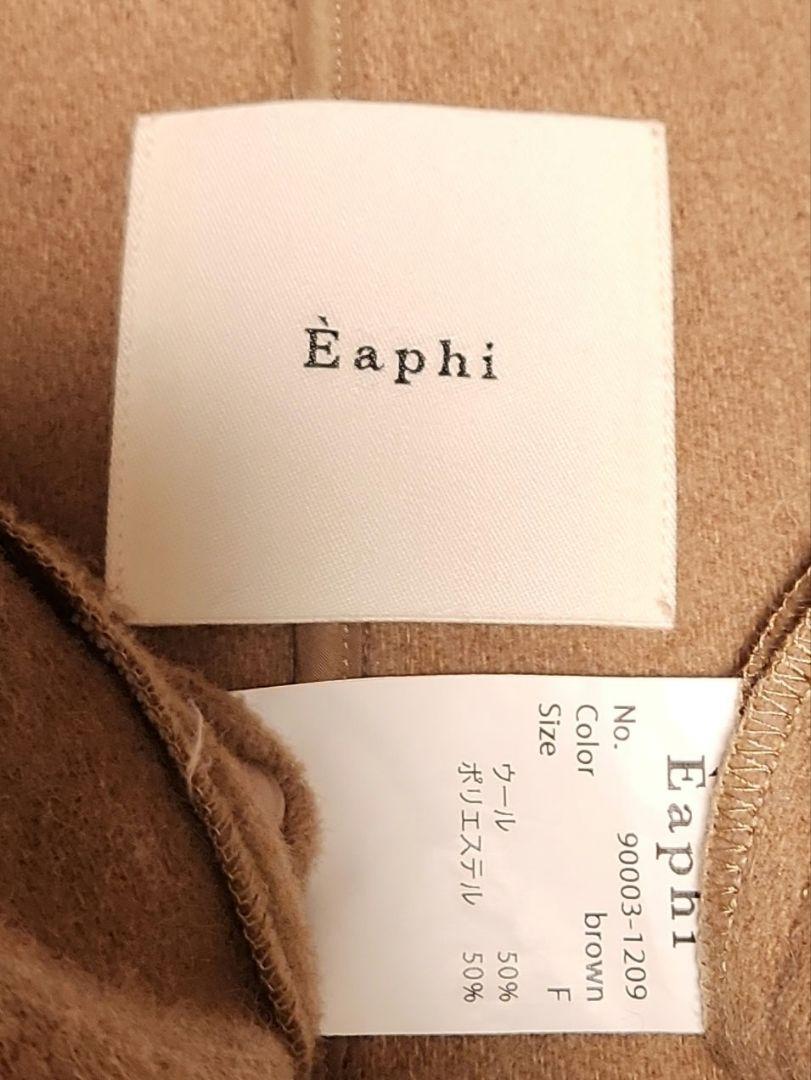 Èaphi
Èaphi
No. 90003-1209
Color brown
Size F
ウール 50%
ポリエステル 50%